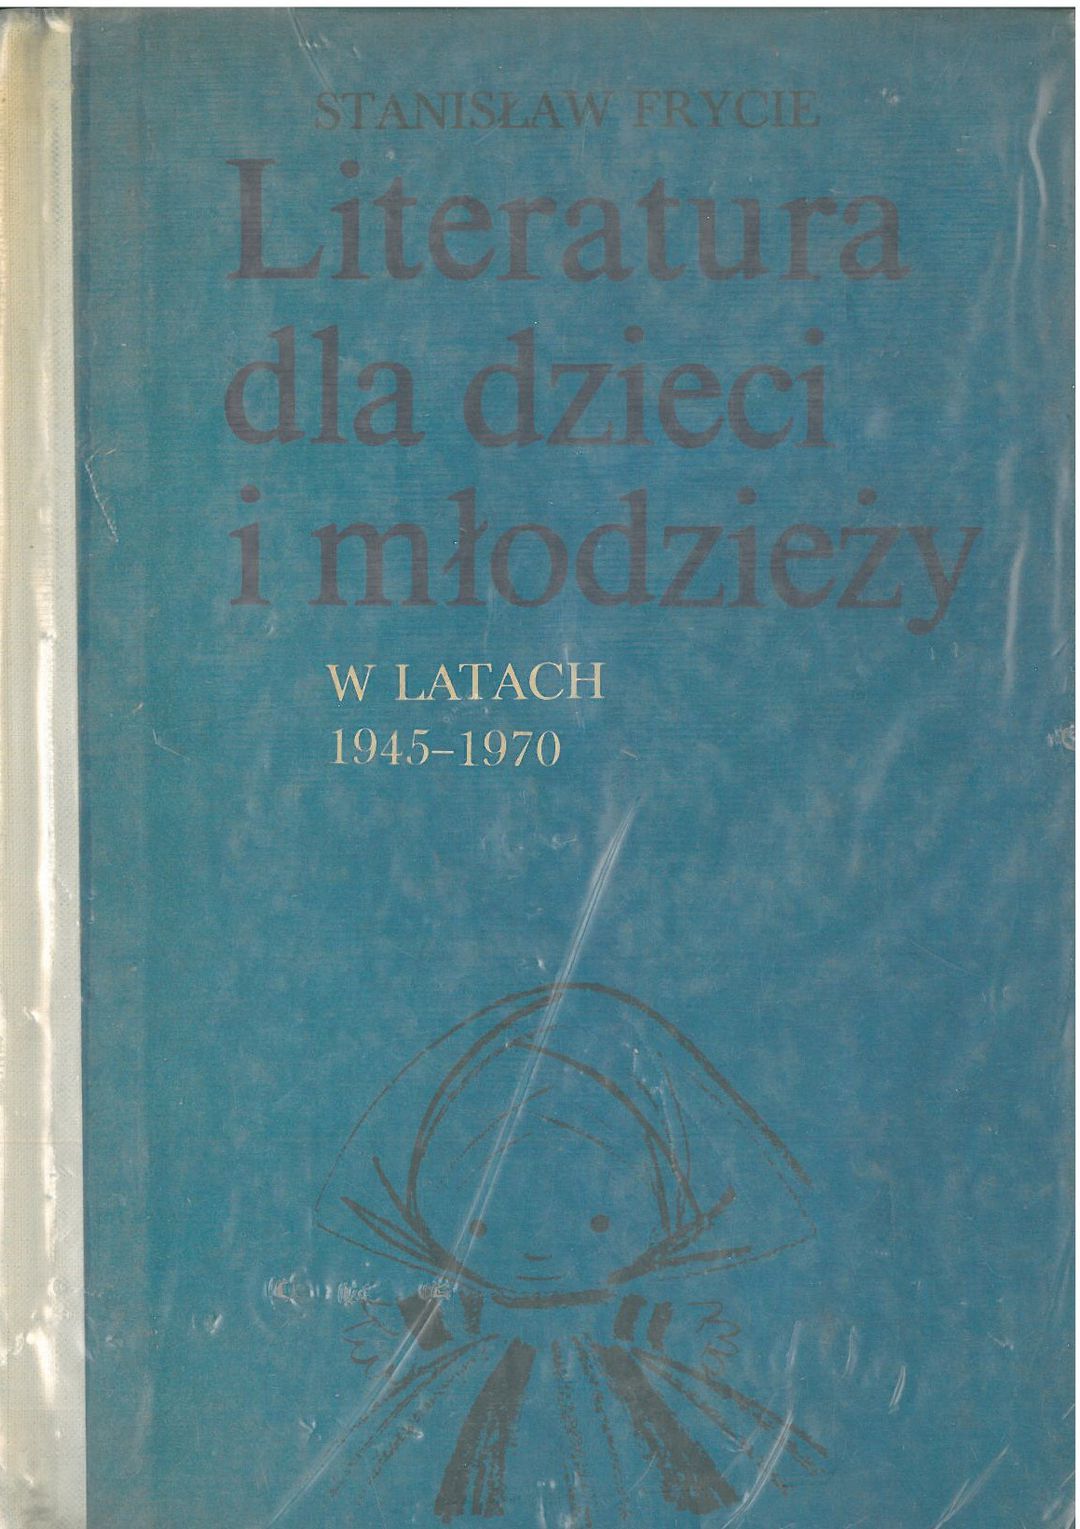 STANISŁAW FRYCIE
Literatura
dla dzieci
i młodzieży
W LATACH
1945–1970